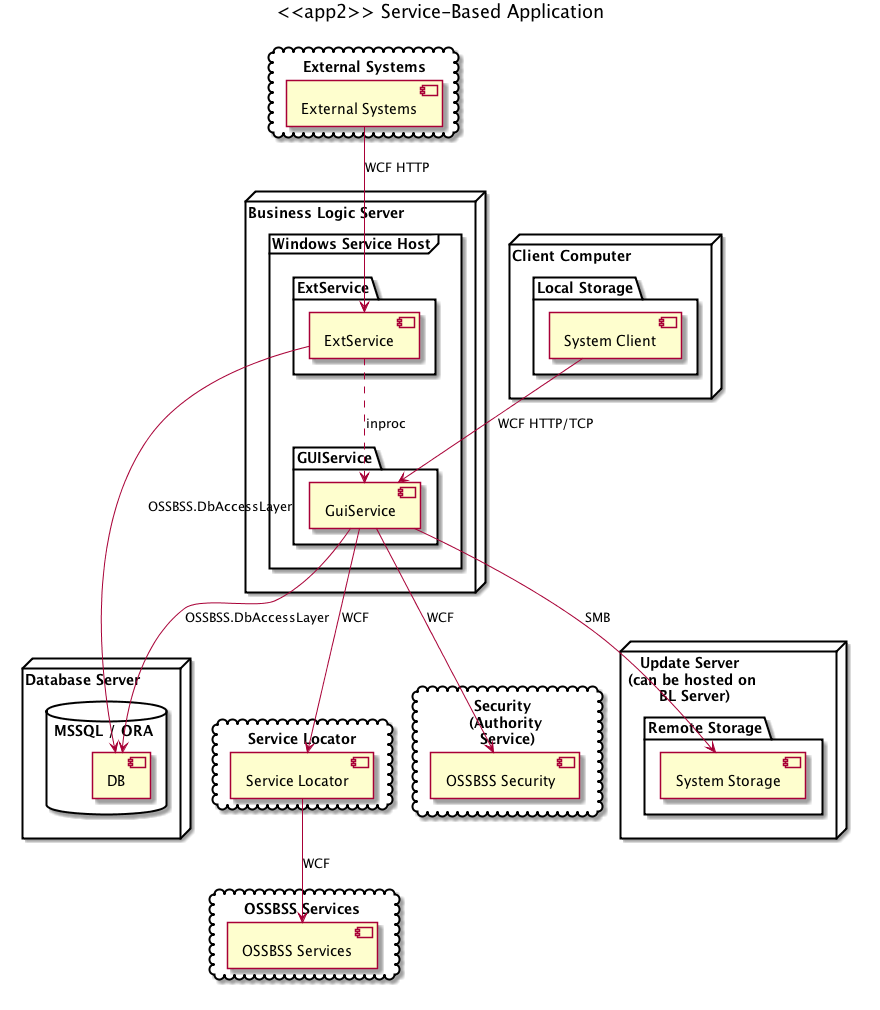 <<app2>> Service-Based Application
External Systems
External Systems
WCF HTTP
Business Logic Server
Windows Service Host
ExtService
ExtService
Client Computer
Local Storage
System Client
inproc
WCF HTTP/TCP
GUIService
GuiService
OSSBSS.DbAccessLayer
OSSBSS.DbAccessLayer
WCF
WCF
SMB
Database Server
MSSQL / ORA
DB
Service Locator
Service Locator
Security
(Authority
Service)
OSSBSS Security
Update Server
(can be hosted on
BL Server)
Remote Storage
System Storage
WCF
OSSBSS Services
OSSBSS Services